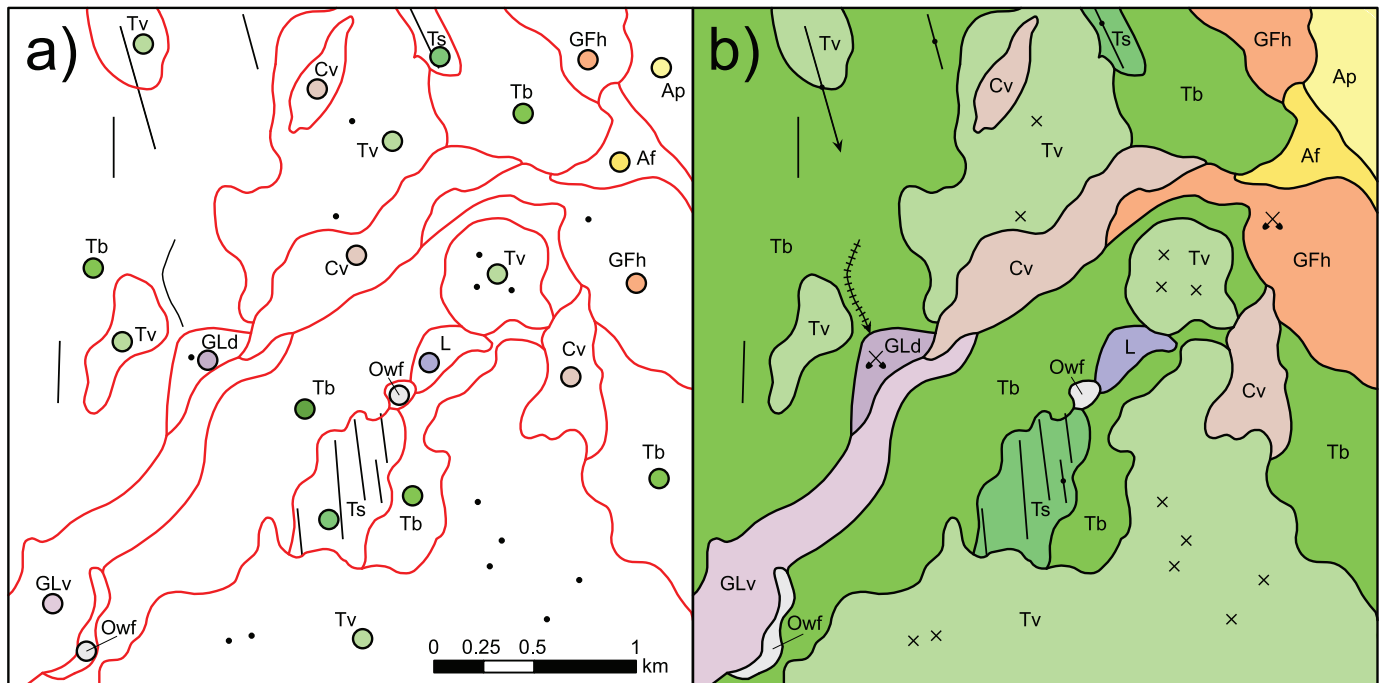 a)
Tv
Cv
Ts
GFh
Ap
Tb
Tv
Af
Tb
Cv
Tv
GFh
Tv
GLd
L
Cv
Owf
Tb
Tb
Ts
Tb
GLv
Owf
Tv
0 0.25 0.5 1
km
b)
Tv
Cv
Ts
GFh
Ap
Tb
Tv
Af
Tb
Cv
Tv
GFh
Tv
GLd
L
Owf
Tb
Cv
Tb
Ts
Tb
GLv
Owf
Tv